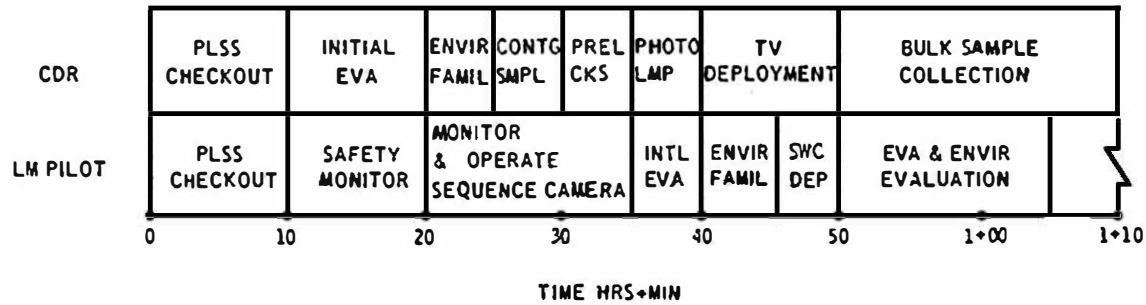 CDR
PLSS
CHECKOUT
INITIAL
EVA
ENVIR
FAMIL
CONTG
SMPL
PREL
CKS
PHOTO
LMP
TV
DEPLOYMENT
BULK SAMPLE
COLLECTION
LM PILOT
PLSS
CHECKOUT
SAFETY
MONITOR
MONITOR
& OPERATE
SEQUENCE CAMERA
INTL
EVA
ENVIR
FAMIL
SWC
DEP
EVA & ENVIR
EVALUATION
0 10 20 30 40 50 1+00 1+10
TIME HRS+MIN